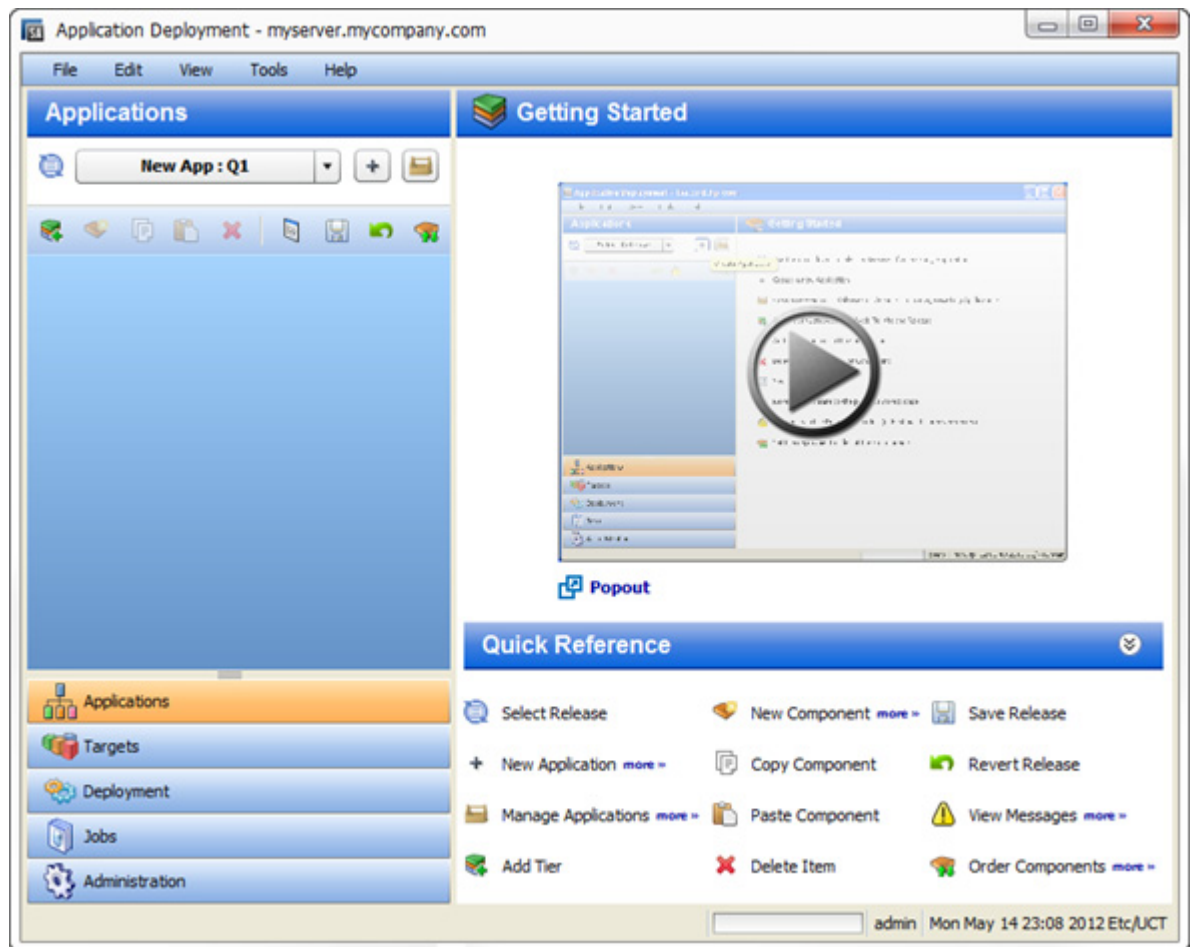 Application Deployment - myserver.mycompany.com
File Edit View Tools Help
Applications
Getting Started
New App : Q1
Applications
Getting Started
Popout
Quick Reference
Applications
Targets
Deployment
Jobs
Administration
Select Release
New Component more »
Save Release
New Application more »
Copy Component
Revert Release
Manage Applications more »
Paste Component
View Messages more »
Add Tier
Delete Item
Order Components more »
admin Mon May 14 23:08 2012 Etc/UCT